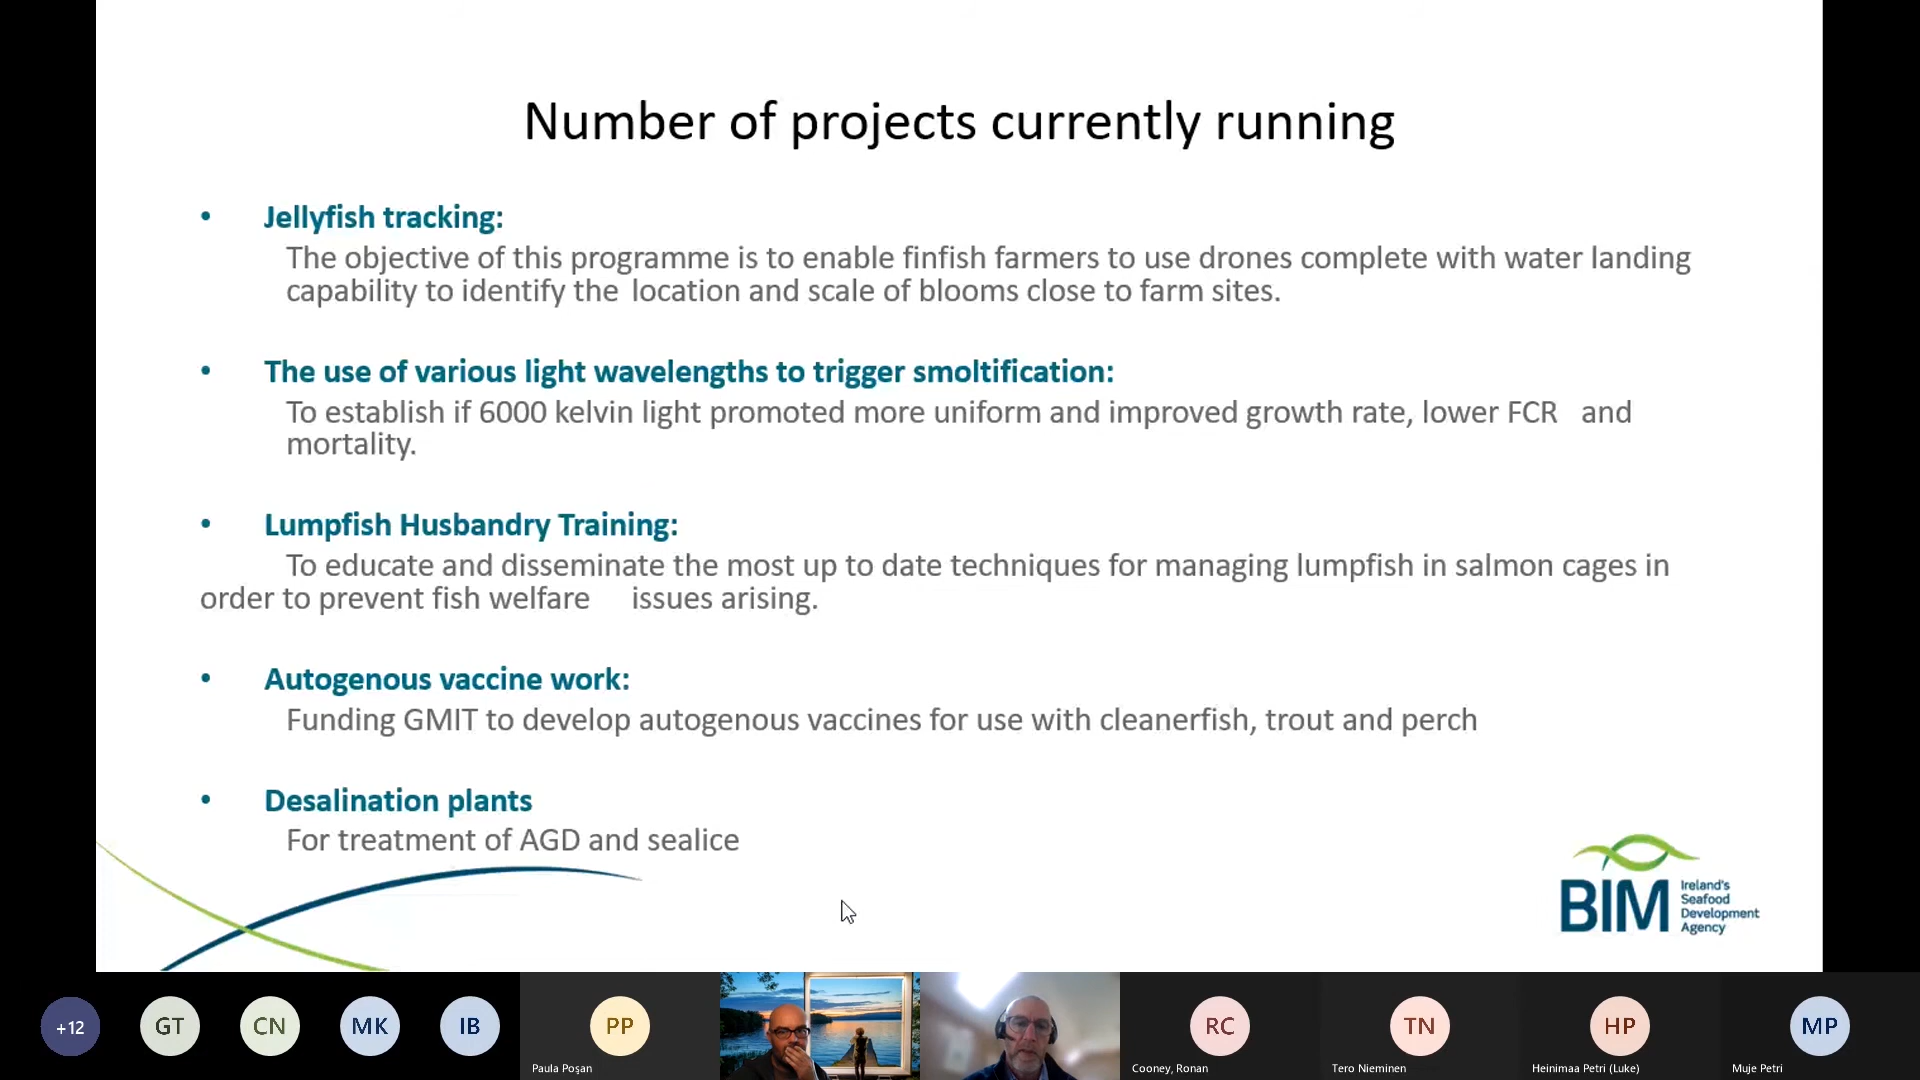 Number of projects currently running
• Jellyfish tracking:
The objective of this programme is to enable finfish farmers to use drones complete with water landing
capability to identify the location and scale of blooms close to farm sites.
• The use of various light wavelengths to trigger smoltification:
To establish if 6000 kelvin light promoted more uniform and improved growth rate, lower FCR and
mortality.
• Lumpfish Husbandry Training:
To educate and disseminate the most up to date techniques for managing lumpfish in salmon cages in
order to prevent fish welfare issues arising.
• Autogenous vaccine work:
Funding GMIT to develop autogenous vaccines for use with cleanerfish, trout and perch
• Desalination plants
For treatment of AGD and sealice
BIM
Ireland's
Seafood
Development
Agency
+12
GT
CN
MK
IB
PP
Paula Poşan
RC
Cooney, Ronan
TN
Tero Nieminen
HP
Heinimaa Petri (Luke)
MP
Muje Petri